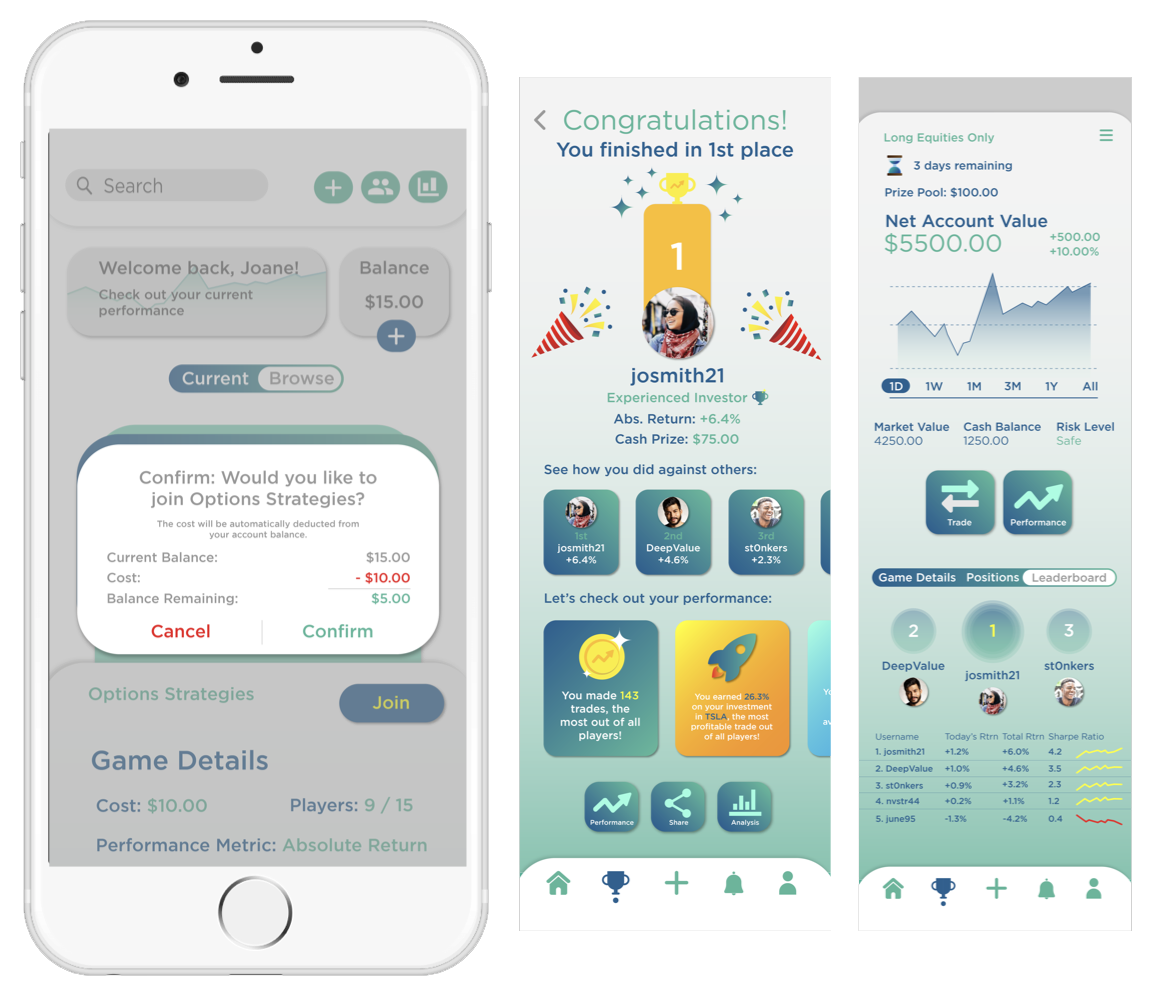 Search
Welcome back, Joane!
Check out your current
performance
Balance
$15.00
Current Browse
Confirm: Would you like to
join Options Strategies?
The cost will be automatically deducted from
your account balance.
Current Balance: $15.00
Cost: - $10.00
Balance Remaining: $5.00
Cancel Confirm
Options Strategies
Join
Game Details
Cost: $10.00 Players: 9 / 15
Performance Metric: Absolute Return
Congratulations!
You finished in 1st place
1
josmith21
Experienced Investor
Abs. Return: +6.4%
Cash Prize: $75.00
See how you did against others:
1st
josmith21
+6.4%
2nd
DeepValue
+4.6%
3rd
st0nkers
+2.3%
Let's check out your performance:
You made 143
trades, the
most out of all
players!
You earned 26.3%
on your investment
in TSLA, the most
profitable trade out
of all players!
Performance
Share
Analysis
Long Equities Only
3 days remaining
Prize Pool: $100.00
Net Account Value
$5500.00
+500.00
+10.00%
1D 1W 1M 3M 1Y All
Market Value Cash Balance Risk Level
4250.00 1250.00 Safe
Trade
Performance
Game Details Positions Leaderboard
2 1 3
DeepValue josmith21 st0nkers
Username Today's Rtrn Total Rtrn Sharpe Ratio
1. josmith21 +1.2% +6.0% 4.2
2. DeepValue +1.0% +4.6% 3.5
3. st0nkers +0.9% +3.2% 2.3
4. nvstr44 +0.2% +1.1% 1.2
5. june95 -1.3% -4.2% 0.4